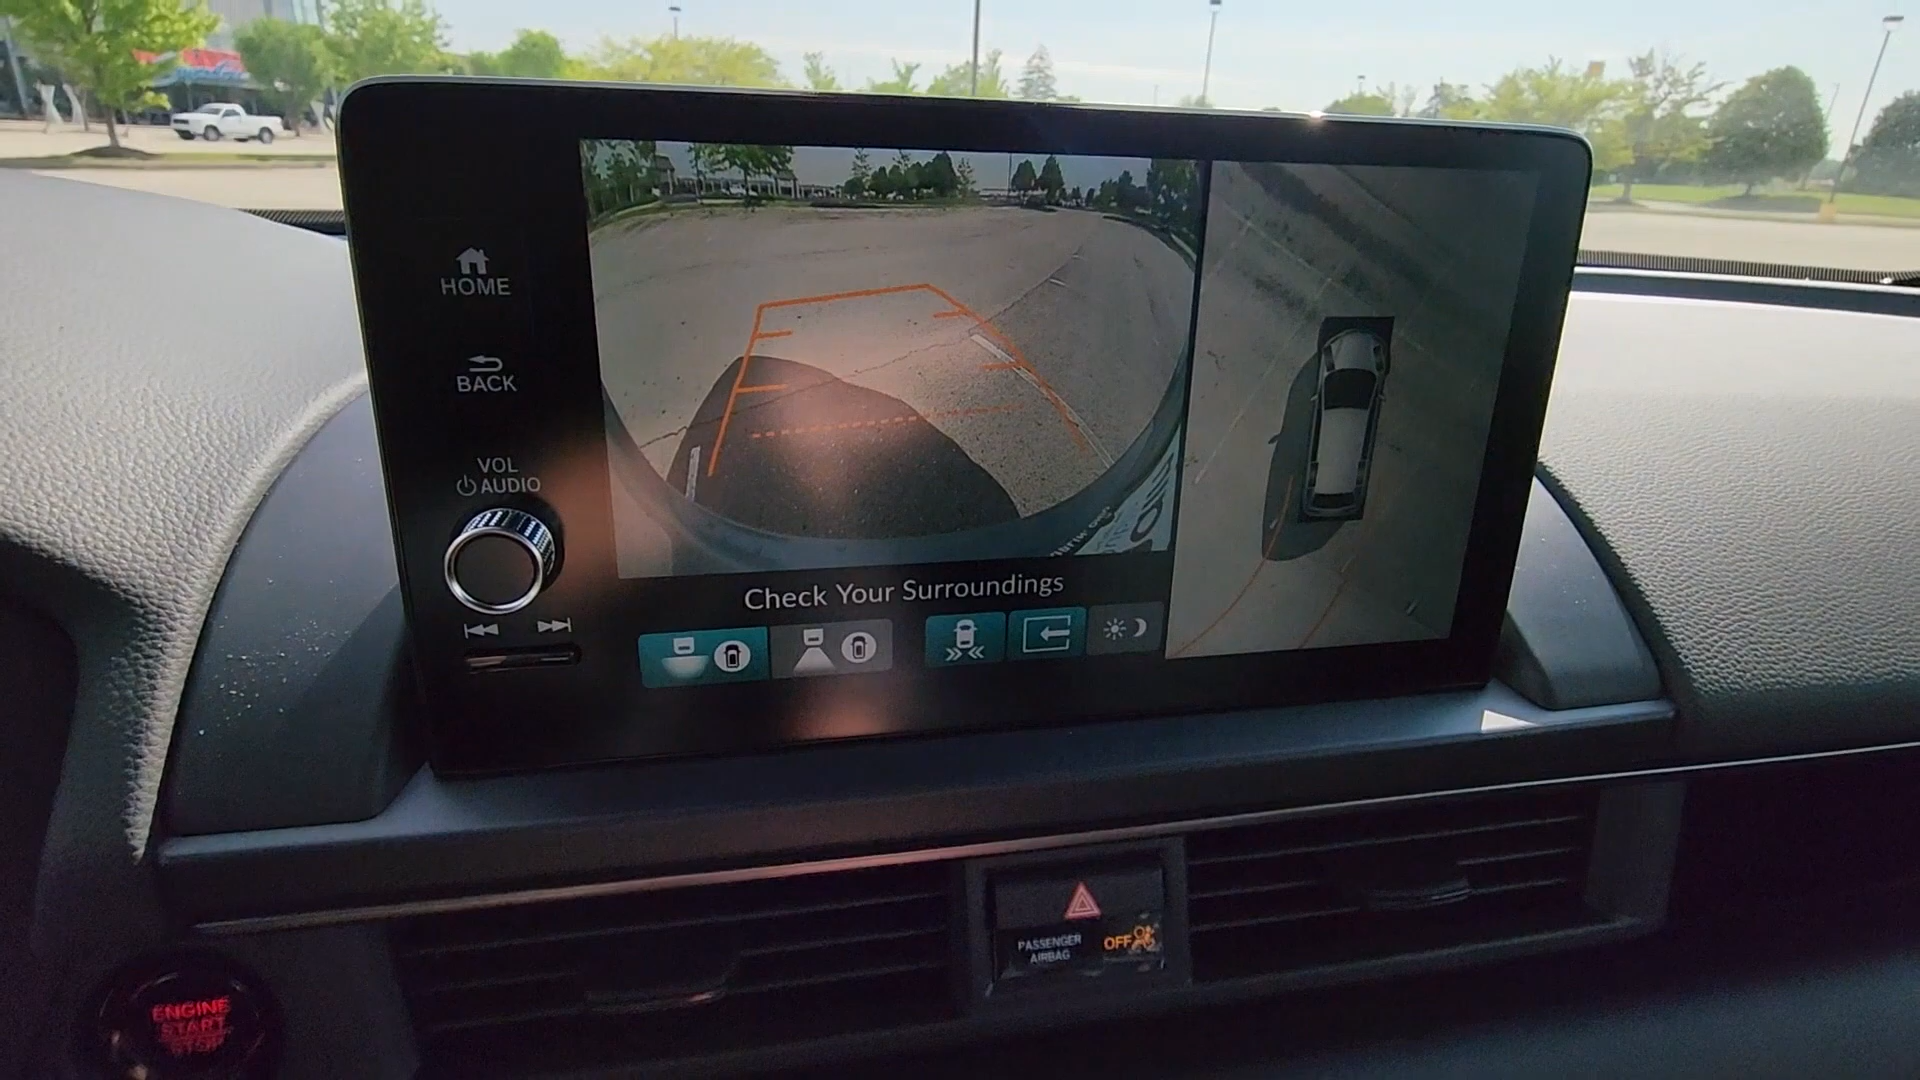 HOME
BACK
VOL
AUDIO
Check Your Surroundings
PASSENGER
AIRBAG
OFF
ENGINE
START
STOP